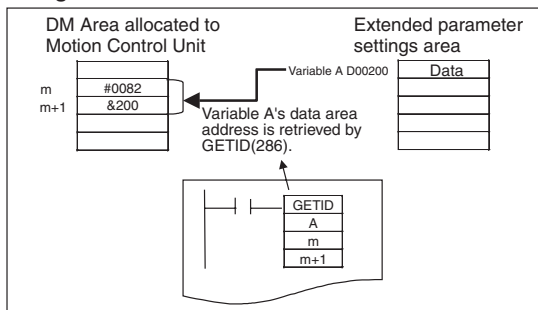 DM Area allocated to
Motion Control Unit
Extended parameter
settings area
Variable A D00200
Data
m
#0082
m+1
&200
Variable A's data area
address is retrieved by
GETID(286).
GETID
A
m
m+1